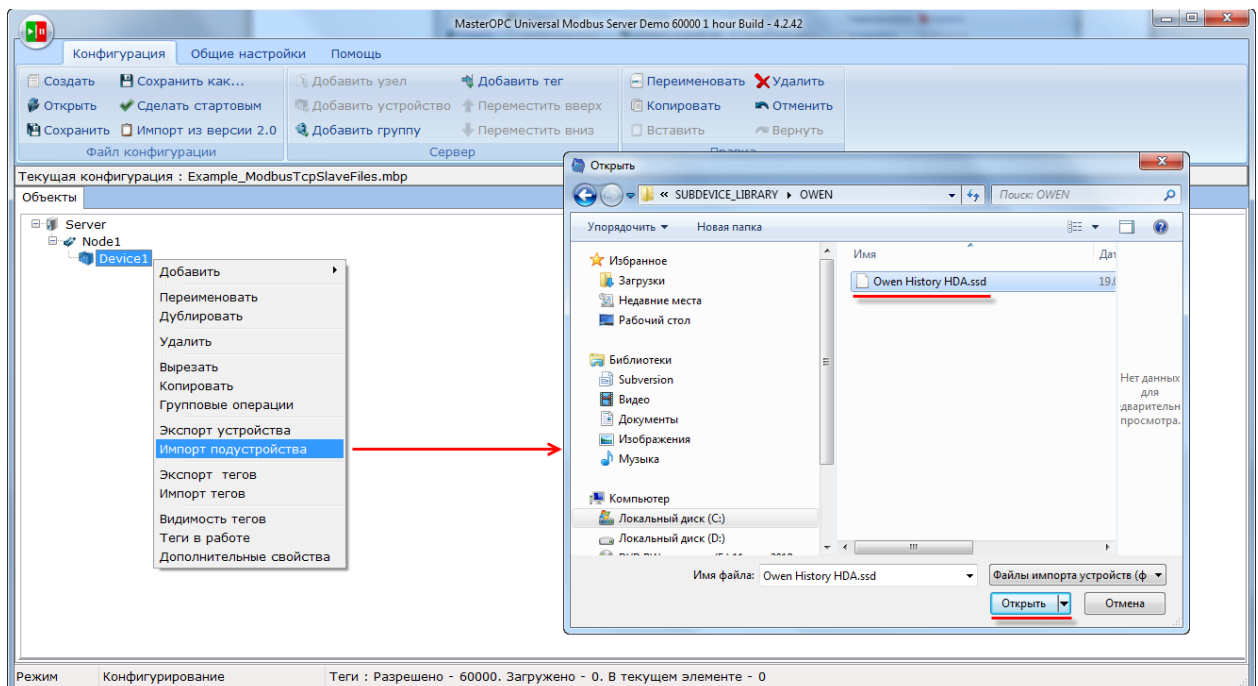 MasterOPC Universal Modbus Server Demo 60000 1 hour Build - 4.2.42
Конфигурация Общие настройки Помощь
Создать Сохранить как... Добавить узел Добавить тег Переименовать Удалить
Открыть Сделать стартовым Добавить устройство Переместить вверх Копировать Отменить
Сохранить Импорт из версии 2.0 Добавить группу Переместить вниз Вставить Вернуть
Файл конфигурации Сервер Правка
Текущая конфигурация : Example_ModbusTcpSlaveFiles.mbp
Объекты
Server
Node1
Device1
Добавить
Переименовать
Дублировать
Удалить
Вырезать
Копировать
Групповые операции
Экспорт устройства
Импорт подустройства
Экспорт тегов
Импорт тегов
Видимость тегов
Теги в работе
Дополнительные свойства
Открыть
« SUBDEVICE_LIBRARY OWEN Поиск: OWEN
Упорядочить Новая папка
Избранное
Загрузки
Недавние места
Рабочий стол
Библиотеки
Subversion
Видео
Документы
Изображения
Музыка
Компьютер
Локальный диск (C:)
Локальный диск (D:)
Имя Дат
Owen History HDA.ssd 19.0
Нет данных
для
дварительн
просмотра.
Имя файла: Owen History HDA.ssd Файлы импорта устройств (ф
Открыть Отмена
Режим Конфигурирование Теги : Разрешено - 60000. Загружено - 0. В текущем элементе - 0